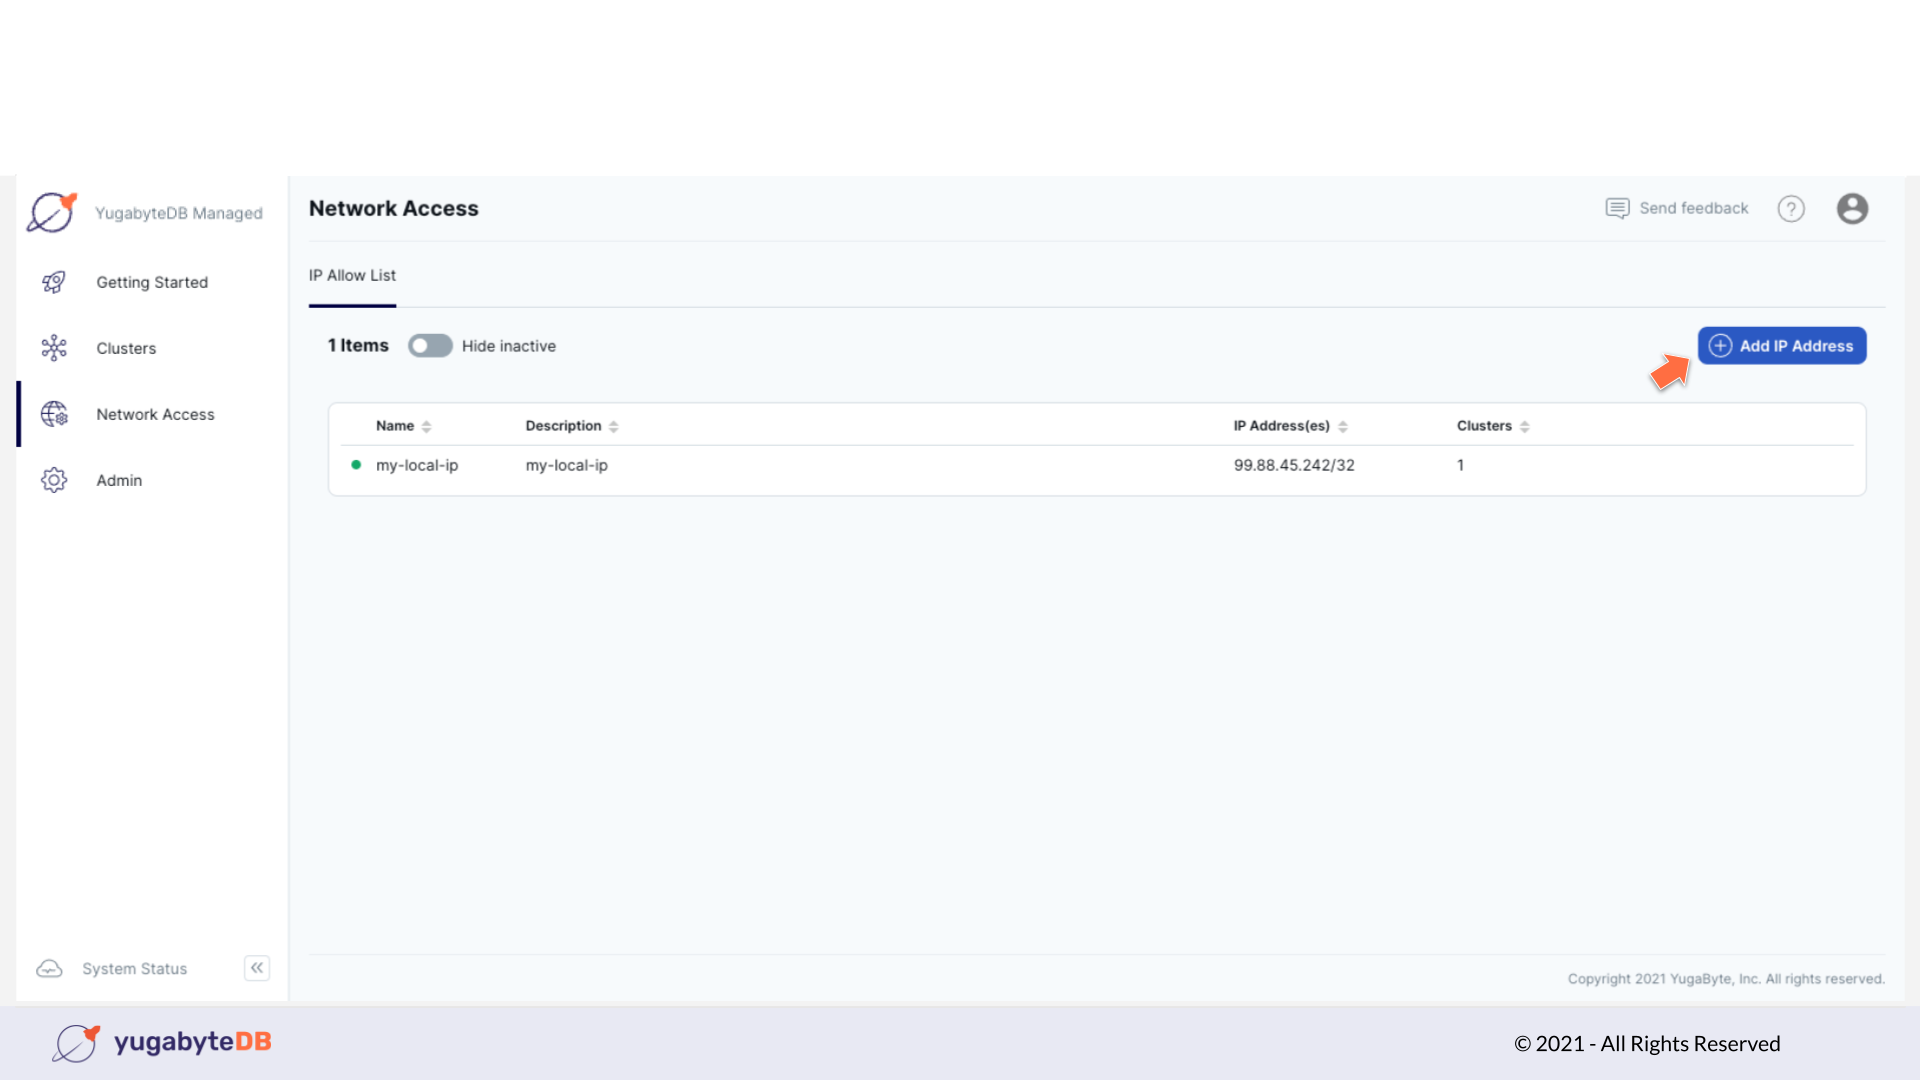 YugabyteDB Managed
Network Access
Send feedback
?
Getting Started
IP Allow List
Clusters
1 Items
Hide inactive
Add IP Address
Network Access
Name
Description
IP Address(es)
Clusters
my-local-ip
my-local-ip
99.88.45.242/32
1
Admin
System Status
Copyright 2021 YugaByte, Inc. All rights reserved.
yugabyteDB
© 2021 - All Rights Reserved